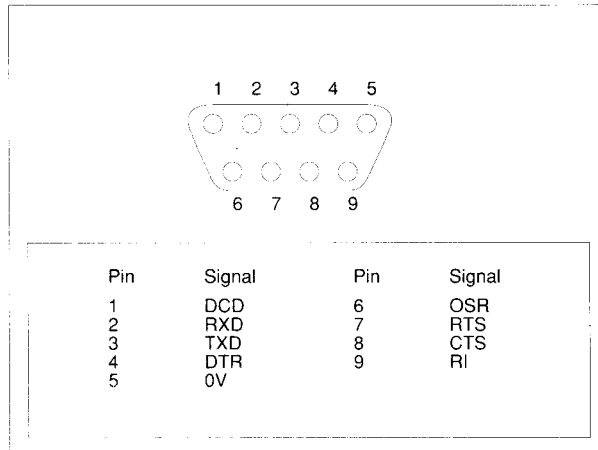 1 2 3 4 5
6 7 8 9
Pin Signal Pin Signal
1 DCD 6 OSR
2 RXD 7 RTS
3 TXD 8 CTS
4 DTR 9 RI
5 0V